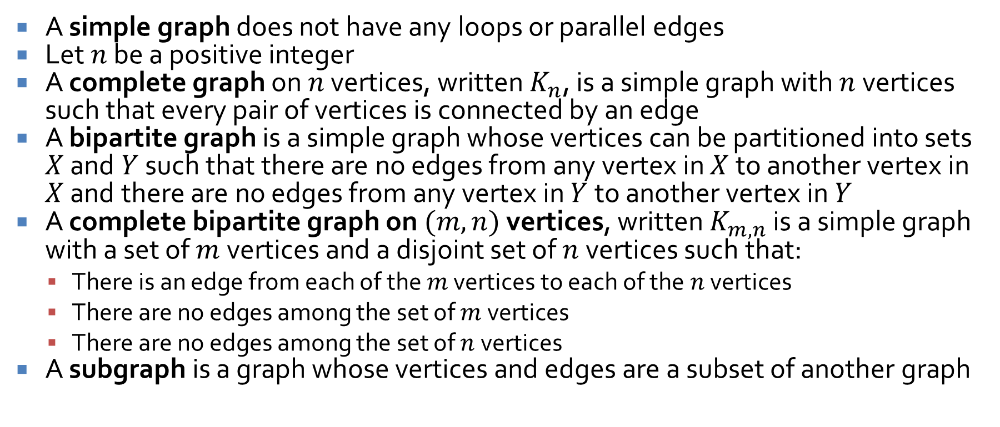 ▪ A simple graph does not have any loops or parallel edges
▪ Let n be a positive integer
▪ A complete graph on n vertices, written Kₙ, is a simple graph with n vertices
such that every pair of vertices is connected by an edge
▪ A bipartite graph is a simple graph whose vertices can be partitioned into sets
X and Y such that there are no edges from any vertex in X to another vertex in
X and there are no edges from any vertex in Y to another vertex in Y
▪ A complete bipartite graph on (m, n) vertices, written Kₘ,ₙ is a simple graph
with a set of m vertices and a disjoint set of n vertices such that:
▪ There is an edge from each of the m vertices to each of the n vertices
▪ There are no edges among the set of m vertices
▪ There are no edges among the set of n vertices
▪ A subgraph is a graph whose vertices and edges are a subset of another graph